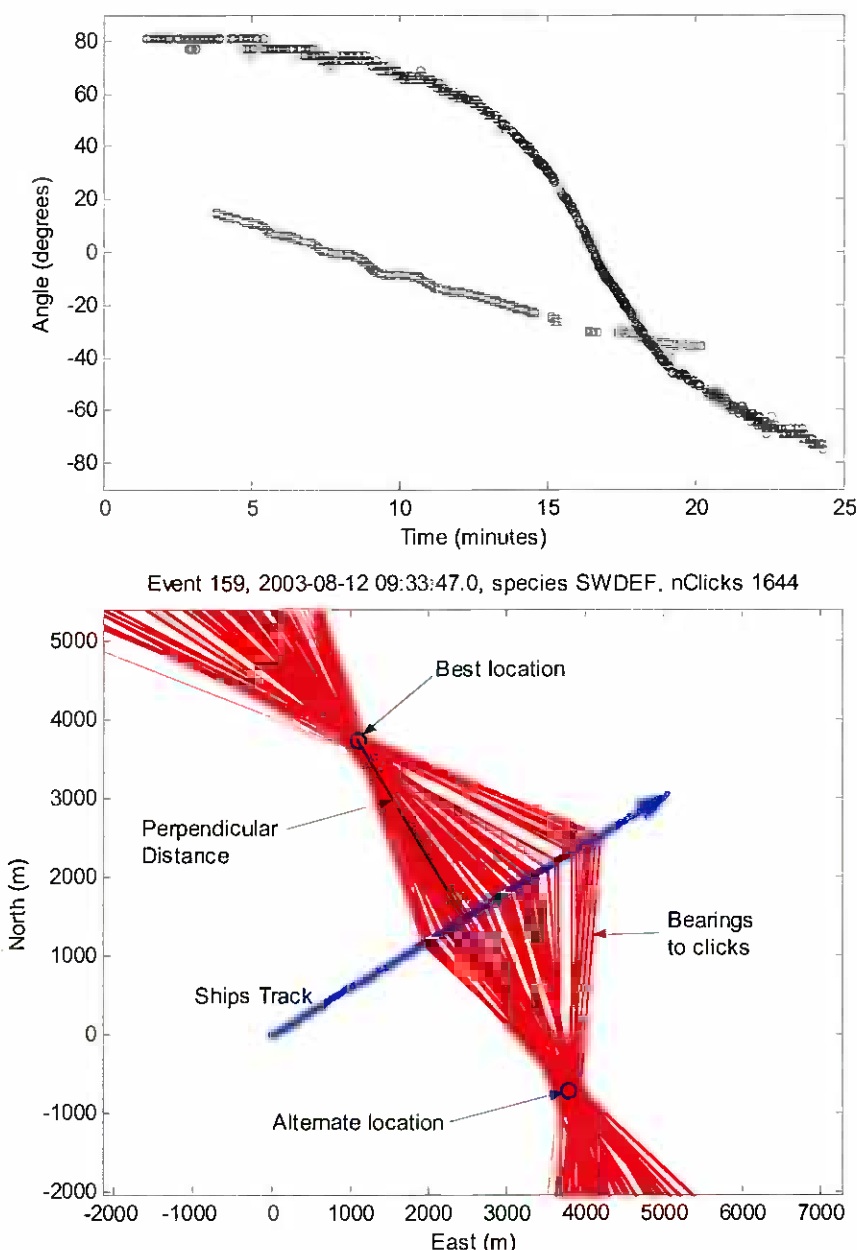 80
60
40
20
0
-20
-40
-60
-80
Angle (degrees)
0 5 10 15 20 25
Time (minutes)
Event 159, 2003-08-12 09:33:47.0, species SWDEF, nClicks 1644
5000
4000
3000
2000
1000
0
-1000
-2000
North (m)
Best location
Perpendicular
Distance
Bearings
to clicks
Ships Track
Alternate location
-2000 -1000 0 1000 2000 3000 4000 5000 6000 7000
East (m)